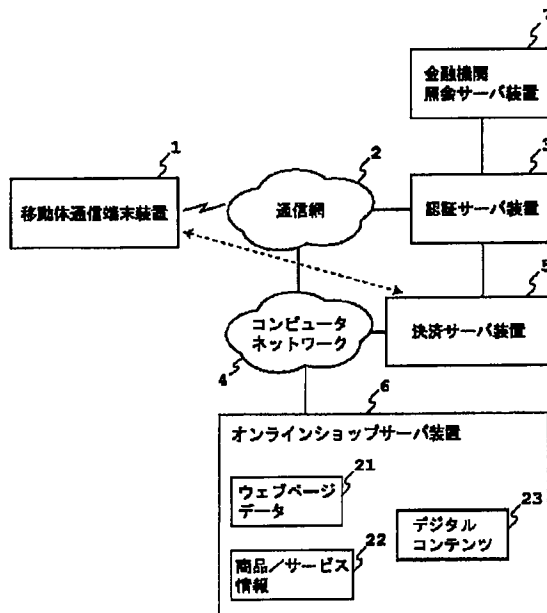 7
金融機関
照会サーバ装置
1
2
3
移動体通信端末装置
通信網
認証サーバ装置
5
コンピュータ
ネットワーク
決済サーバ装置
4
6
オンラインショップサーバ装置
21
ウェブページ
データ
23
デジタル
コンテンツ
22
商品／サービス
情報